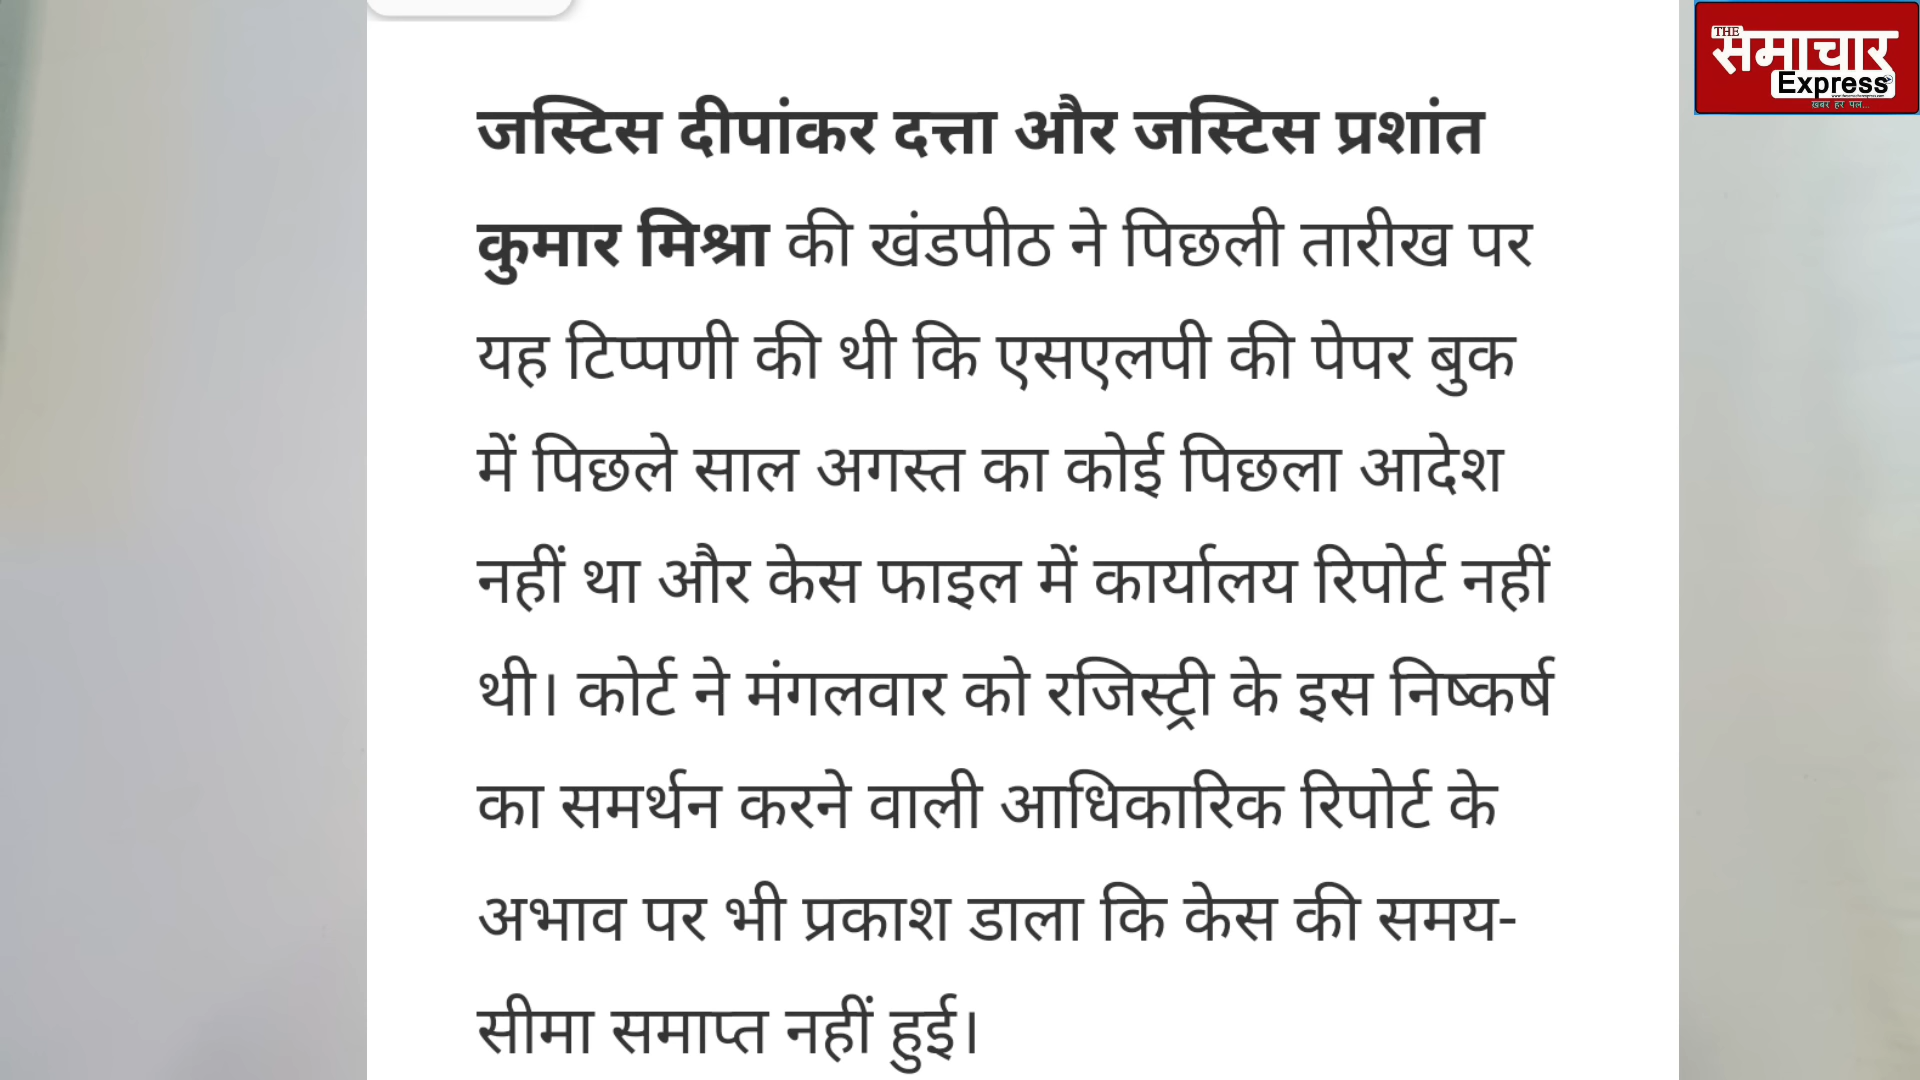 THE
समाचार
Express
खबर हर पल...
जस्टिस दीपांकर दत्ता और जस्टिस प्रशांत
कुमार मिश्रा की खंडपीठ ने पिछली तारीख पर
यह टिप्पणी की थी कि एसएलपी की पेपर बुक
में पिछले साल अगस्त का कोई पिछला आदेश
नहीं था और केस फाइल में कार्यालय रिपोर्ट नहीं
थी। कोर्ट ने मंगलवार को रजिस्ट्री के इस निष्कर्ष
का समर्थन करने वाली आधिकारिक रिपोर्ट के
अभाव पर भी प्रकाश डाला कि केस की समय-
सीमा समाप्त नहीं हुई।